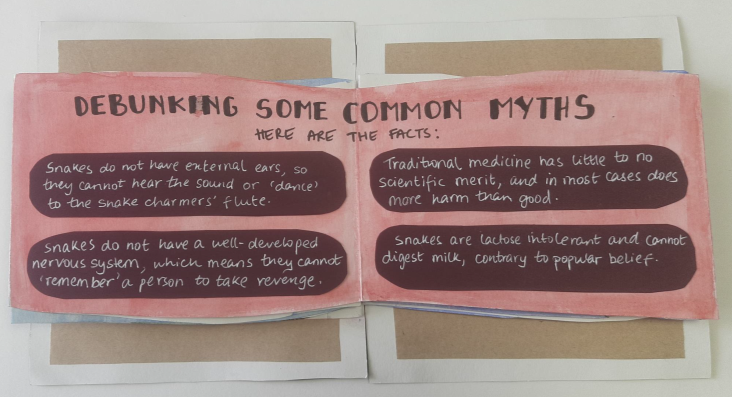 DEBUNKING SOME COMMON MYTHS
HERE ARE THE FACTS:
Snakes do not have external ears, so
they cannot hear the sound or 'dance'
to the snake charmers' flute.
Snakes do not have a well-developed
nervous system, which means they cannot
'remember' a person to take revenge.
Traditional medicine has little to no
scientific merit, and in most cases does
more harm than good.
Snakes are lactose intolerant and cannot
digest milk, contrary to popular belief.